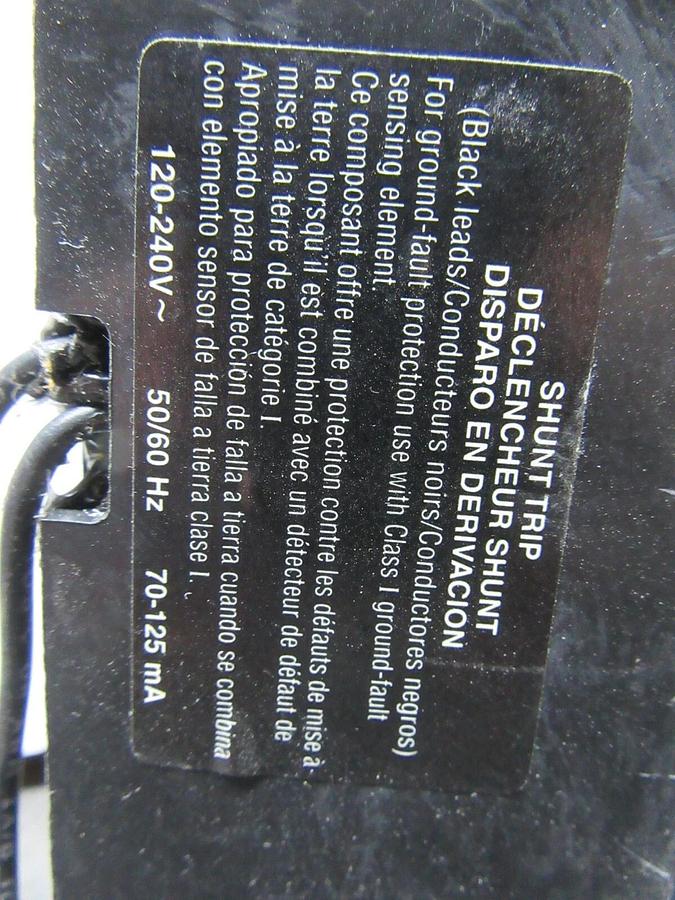 SHUNT TRIP
DÉCLENCHEUR SHUNT
DISPARO EN DERIVACIÓN
(Black leads/Conducteurs noirs/Conductores negros)
For ground-fault protection use with Class I ground-fault
sensing element.
Ce composant offre une protection contre les défauts de mise à
la terre lorsqu'il est combiné avec un détecteur de défaut de
mise à la terre de catégorie I.
Apropiado para protección de falla a tierra cuando se combina
con elemento sensor de falla a tierra clase I.
120-240V~ 50/60 Hz 70-125 mA